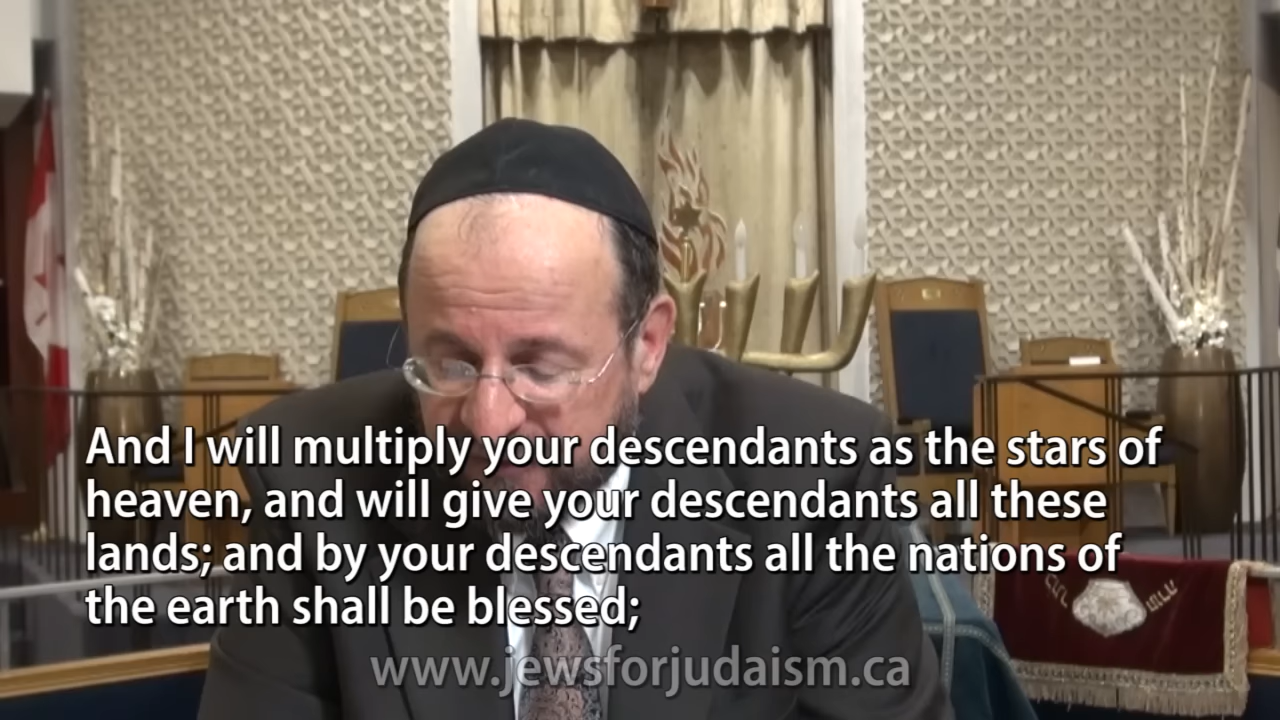 And I will multiply your descendants as the stars of
heaven, and will give your descendants all these
lands; and by your descendants all the nations of
the earth shall be blessed;
www.jewsforjudaism.ca